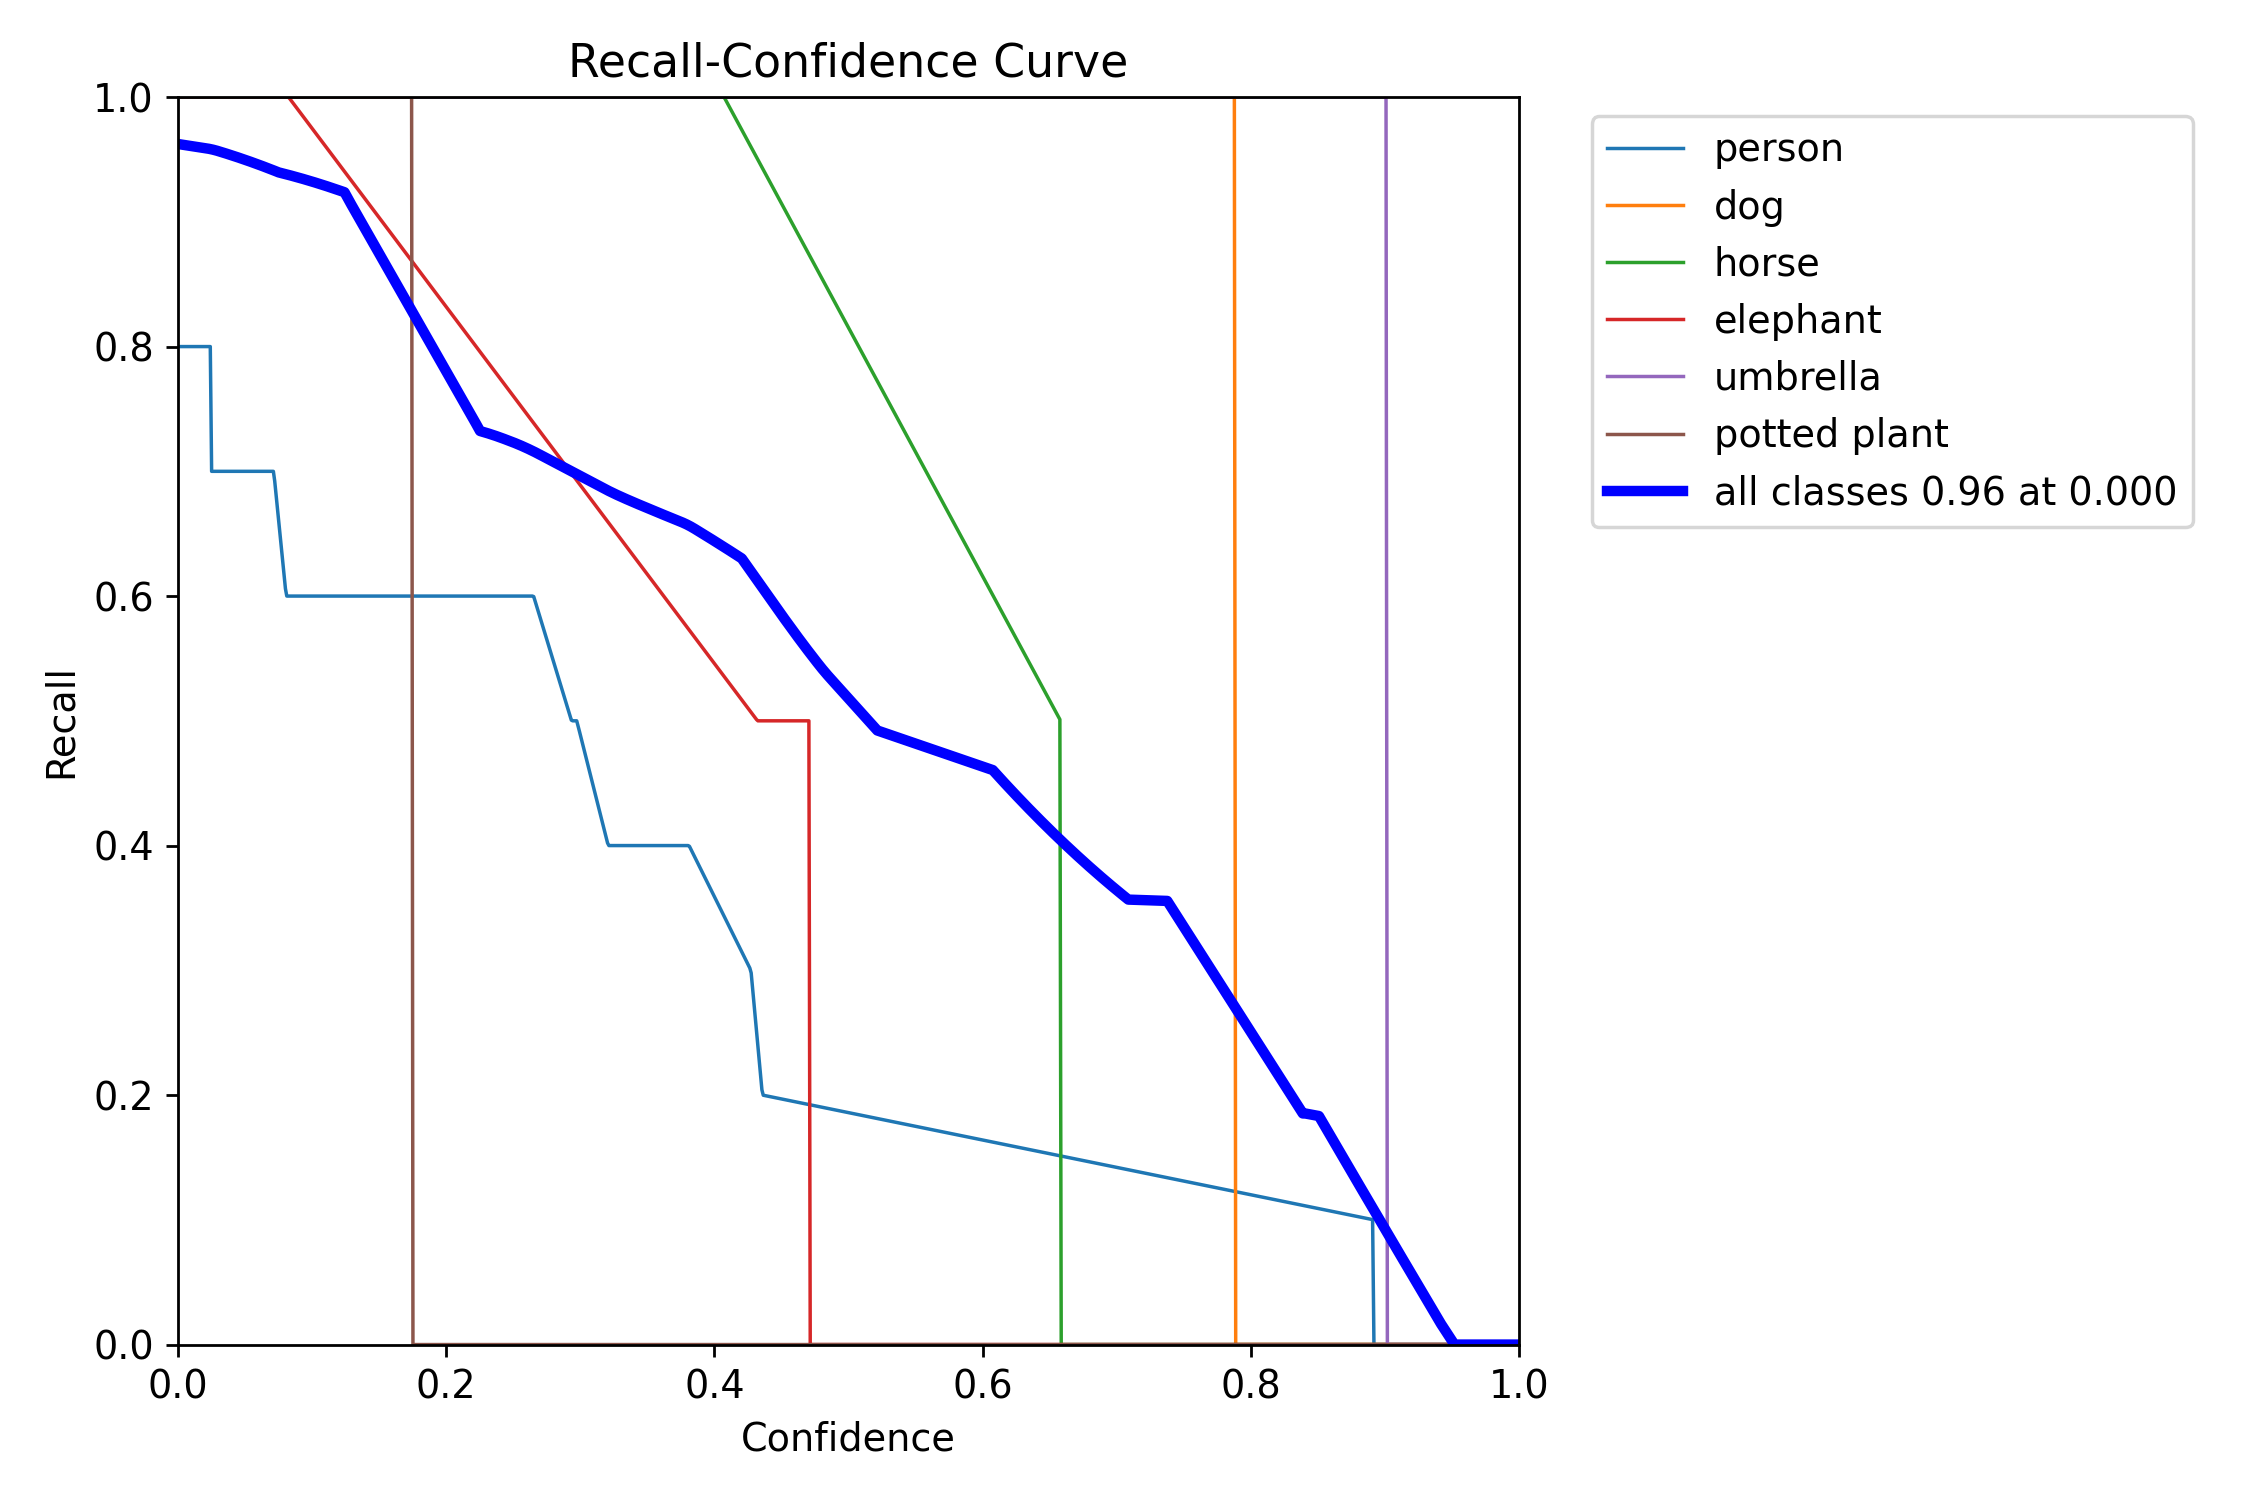 Recall-Confidence Curve
1.0
0.8
0.6
0.4
0.2
0.0
Recall
0.0 0.2 0.4 0.6 0.8 1.0
Confidence
person
dog
horse
elephant
umbrella
potted plant
all classes 0.96 at 0.000